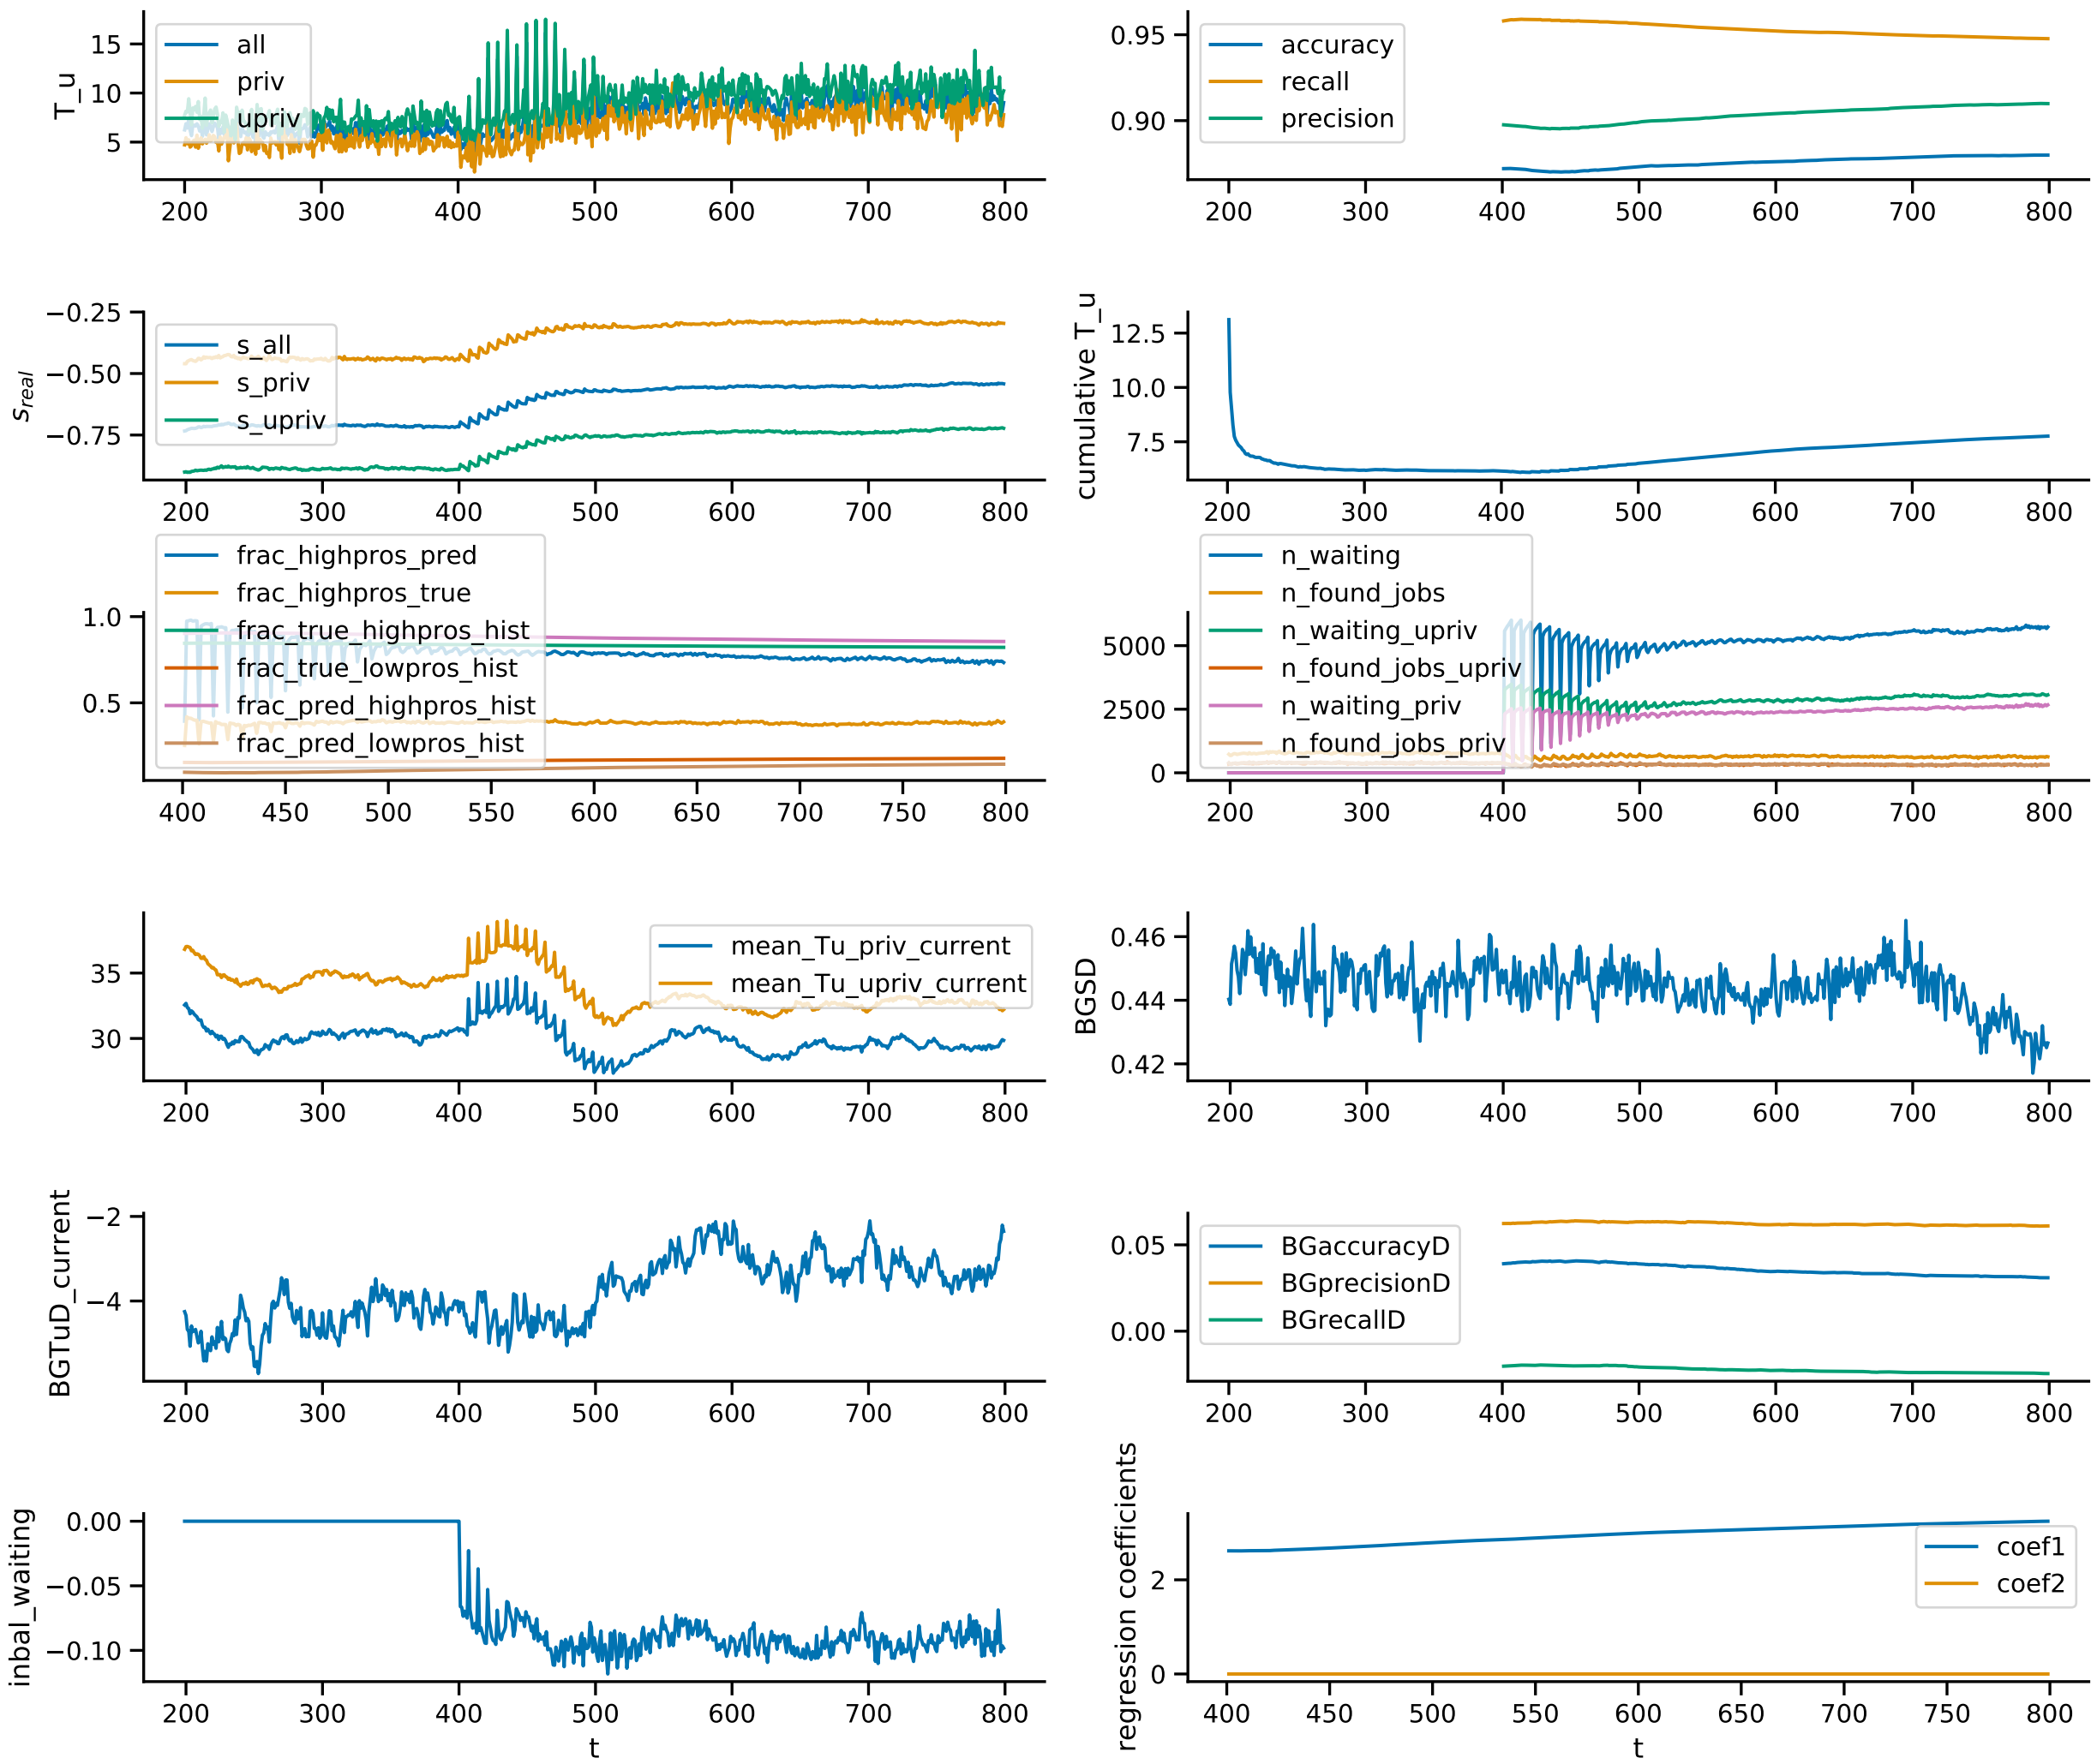 T_u
15
10
5
all
priv
upriv
200 300 400 500 600 700 800
0.95
0.90
accuracy
recall
precision
200 300 400 500 600 700 800
s_real
−0.25
−0.50
−0.75
s_all
s_priv
s_upriv
200 300 400 500 600 700 800
cumulative T_u
12.5
10.0
7.5
200 300 400 500 600 700 800
1.0
0.5
frac_highpros_pred
frac_highpros_true
frac_true_highpros_hist
frac_true_lowpros_hist
frac_pred_highpros_hist
frac_pred_lowpros_hist
400 450 500 550 600 650 700 750 800
5000
2500
0
n_waiting
n_found_jobs
n_waiting_upriv
n_found_jobs_upriv
n_waiting_priv
n_found_jobs_priv
200 300 400 500 600 700 800
35
30
mean_Tu_priv_current
mean_Tu_upriv_current
200 300 400 500 600 700 800
BGSD
0.46
0.44
0.42
200 300 400 500 600 700 800
BGTuD_current
−2
−4
200 300 400 500 600 700 800
0.05
0.00
BGaccuracyD
BGprecisionD
BGrecallD
200 300 400 500 600 700 800
inbal_waiting
0.00
−0.05
−0.10
200 300 400 500 600 700 800
t
regression coefficients
2
0
coef1
coef2
400 450 500 550 600 650 700 750 800
t